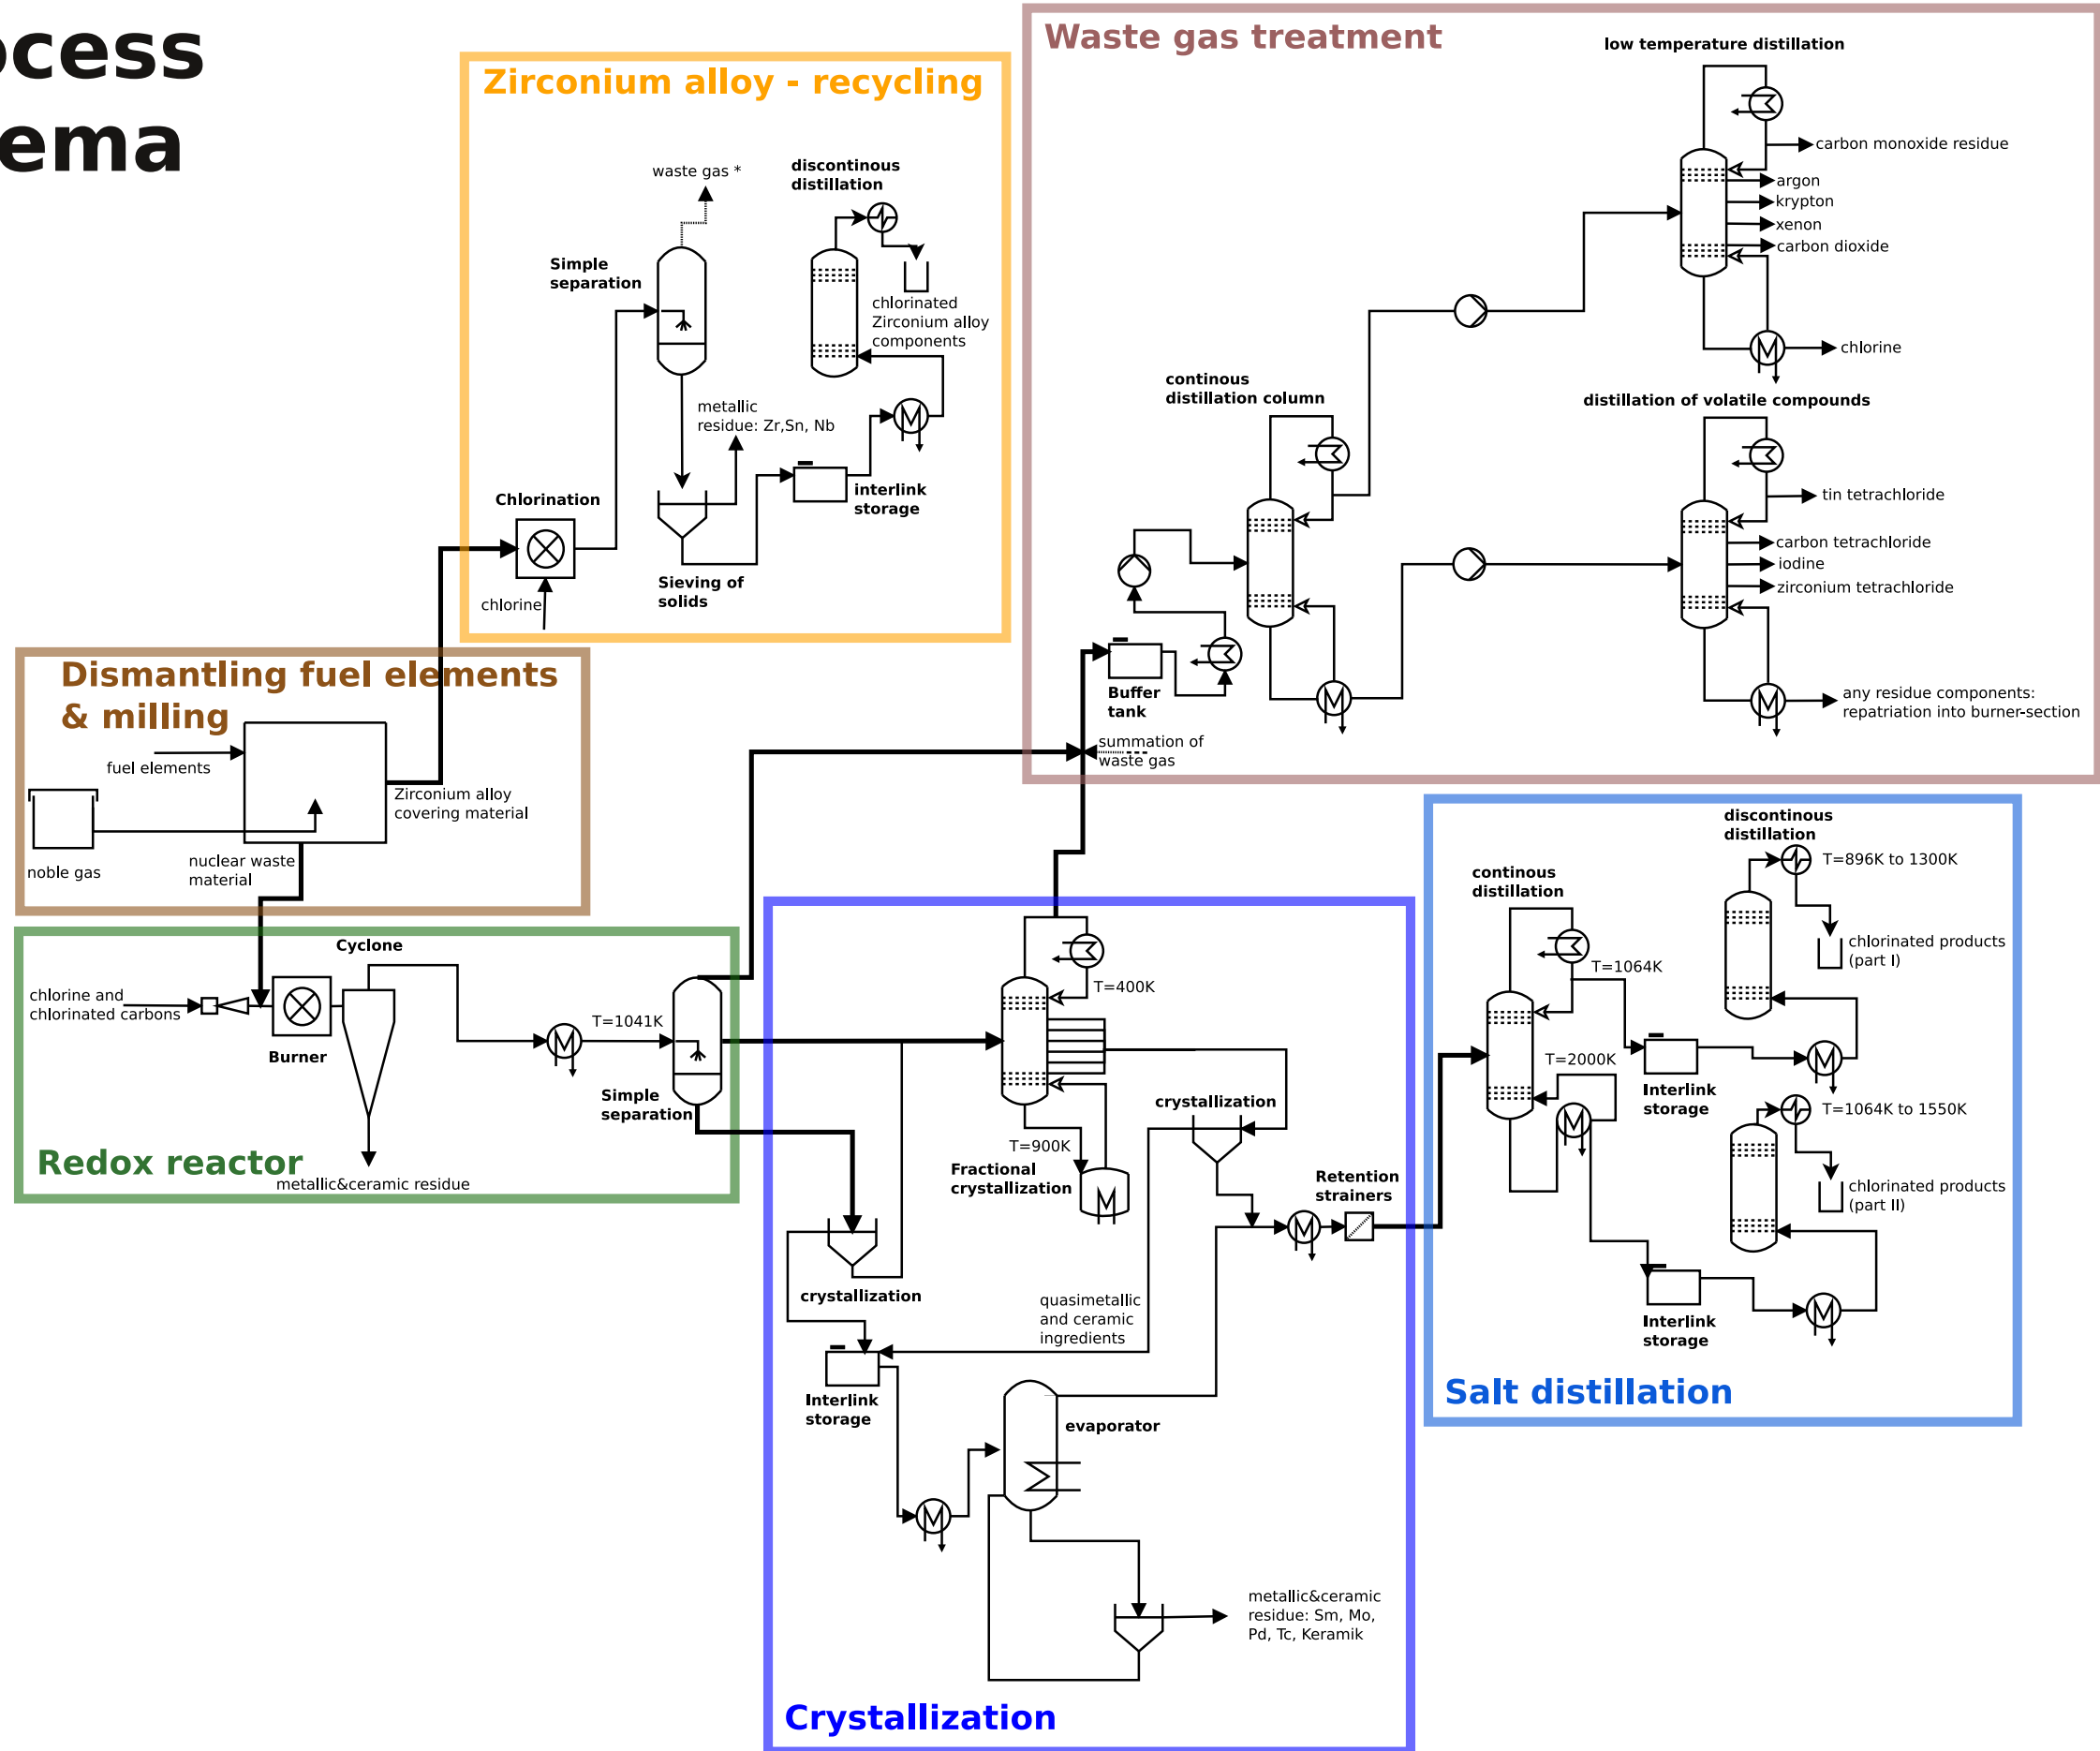 ocess
ema
Zirconium alloy - recycling
waste gas *
discontinous
distillation
Simple
separation
chlorinated
Zirconium alloy
components
metallic
residue: Zr,Sn, Nb
Chlorination
interlink
storage
chlorine
Sieving of
solids
Waste gas treatment
low temperature distillation
carbon monoxide residue
argon
krypton
xenon
carbon dioxide
chlorine
continous
distillation column
distillation of volatile compounds
tin tetrachloride
carbon tetrachloride
iodine
zirconium tetrachloride
Buffer
tank
any residue components:
repatriation into burner-section
summation of
waste gas
Dismantling fuel elements
& milling
fuel elements
Zirconium alloy
covering material
noble gas
nuclear waste
material
Cyclone
chlorine and
chlorinated carbons
Burner
T=1041K
Simple
separation
Redox reactor
metallic&ceramic residue
T=400K
crystallization
T=900K
Fractional
crystallization
Retention
strainers
crystallization
quasimetallic
and ceramic
ingredients
Interlink
storage
evaporator
metallic&ceramic
residue: Sm, Mo,
Pd, Tc, Keramik
Crystallization
discontinous
distillation
T=896K to 1300K
continous
distillation
chlorinated products
(part I)
T=1064K
T=2000K
Interlink
storage
T=1064K to 1550K
chlorinated products
(part II)
Interlink
storage
Salt distillation